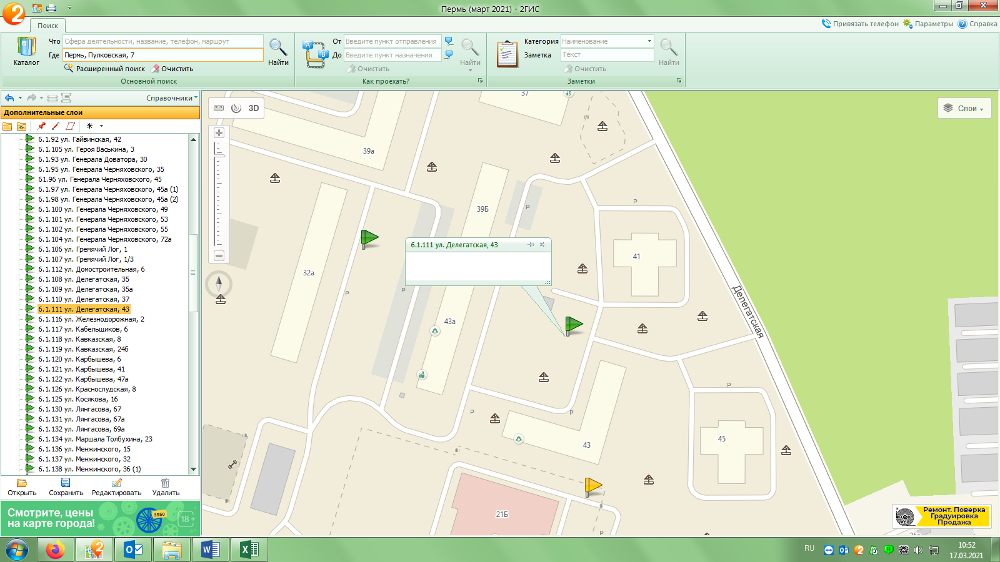 Пермь (март 2021) - 2ГИС
Поиск
Привязать телефон
Параметры
Справка
Каталог
Что
Сфера деятельности, название, телефон, маршрут
Где
Пермь, Пулковская, 7
Расширенный поиск
Очистить
Найти
Основной поиск
От
Введите пункт отправления
До
Введите пункт назначения
Очистить
Найти
Как проехать?
Категория
Наименование
Заметка
Текст
Очистить
Найти
Заметки
Справочники
Дополнительные слои
6.1.92 ул. Гайвинская, 42
6.1.105 ул. Героя Васькина, 3
6.1.93 ул. Генерала Доватора, 30
6.1.95 ул. Генерала Черняховского, 35
61.96 ул. Генерала Черняховского, 45
6.1.97 ул. Генерала Черняховского, 45а (1)
6.1.98 ул. Генерала Черняховского, 45а (2)
6.1.100 ул. Генерала Черняховского, 49
6.1.101 ул. Генерала Черняховского, 53
6.1.102 ул. Генерала Черняховского, 55
6.1.104 ул. Генерала Черняховского, 72а
6.1.106 ул. Гремячий Лог, 1
6.1.107 ул. Гремячий Лог, 1/3
6.1.112 ул. Домостроительная, 6
6.1.108 ул. Делегатская, 35
6.1.109 ул. Делегатская, 35а
6.1.110 ул. Делегатская, 37
6.1.111 ул. Делегатская, 43
6.1.116 ул. Железнодорожная, 2
6.1.117 ул. Кабельщиков, 6
6.1.118 ул. Кавказская, 8
6.1.119 ул. Кавказская, 24б
6.1.120 ул. Карбышева, 6
6.1.121 ул. Карбышева, 41
6.1.122 ул. Карбышева, 47а
6.1.126 ул. Краснослудская, 8
6.1.125 ул. Косякова, 16
6.1.130 ул. Лянгасова, 67
6.1.131 ул. Лянгасова, 67а
6.1.132 ул. Лянгасова, 69а
6.1.134 ул. Маршала Толбухина, 23
6.1.136 ул. Менжинского, 15
6.1.137 ул. Менжинского, 32
6.1.138 ул. Менжинского, 36 (1)
Открыть
Сохранить
Редактировать
Удалить
Смотрите, цены
на карте города!
3550
18+
3D
Слои
37
39а
39Б
P
P
32а
6.1.111 ул. Делегатская, 43
41
P
P
43а
Делегатская
P
P
P
43
45
21Б
P
Ремонт. Поверка
Градуировка
Продажа
RU
10:52
17.03.2021